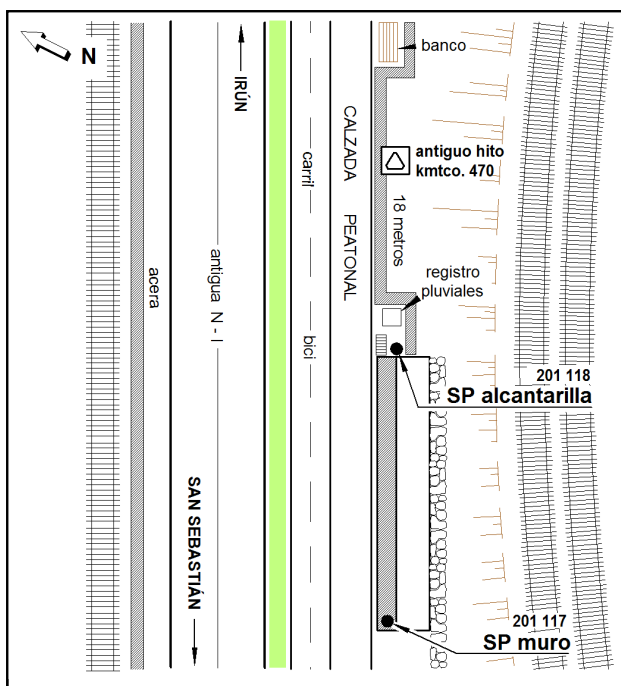 N
banco
IRÚN
antiguo hito
kmtco. 470
CALZADA PEATONAL
carril bici
18 metros
registro
pluviales
acera
antigua N - I
201 118
SP alcantarilla
SAN SEBASTIÁN
201 117
SP muro